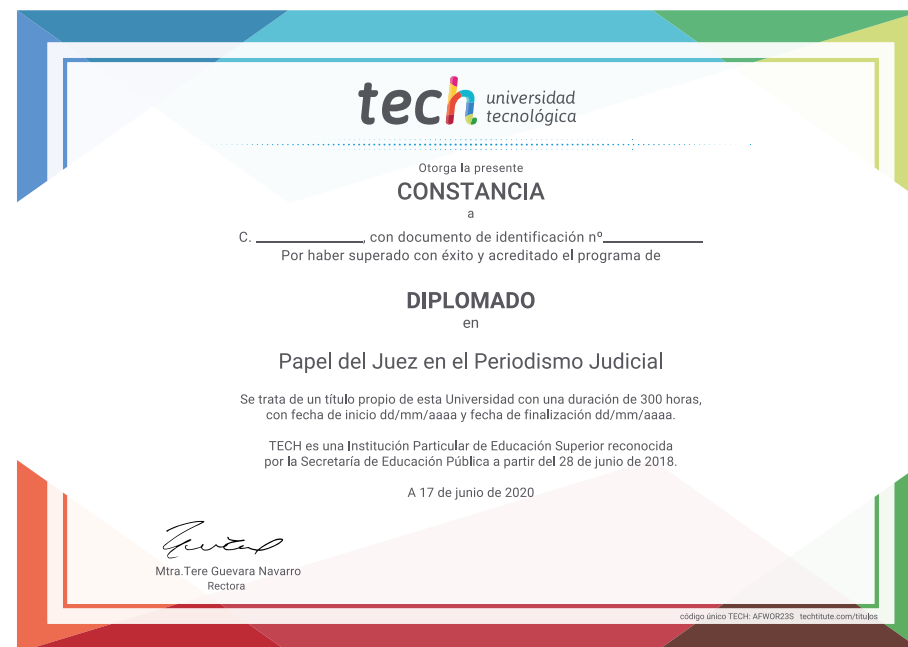 tech universidad
tecnológica
Otorga la presente
CONSTANCIA
a
C. ______________, con documento de identificación nº_____________
Por haber superado con éxito y acreditado el programa de
DIPLOMADO
en
Papel del Juez en el Periodismo Judicial
Se trata de un título propio de esta Universidad con una duración de 300 horas,
con fecha de inicio dd/mm/aaaa y fecha de finalización dd/mm/aaaa.
TECH es una Institución Particular de Educación Superior reconocida
por la Secretaría de Educación Pública a partir del 28 de junio de 2018.
A 17 de junio de 2020
Mtra.Tere Guevara Navarro
Rectora
código único TECH: AFWOR23S techtitute.com/titulos